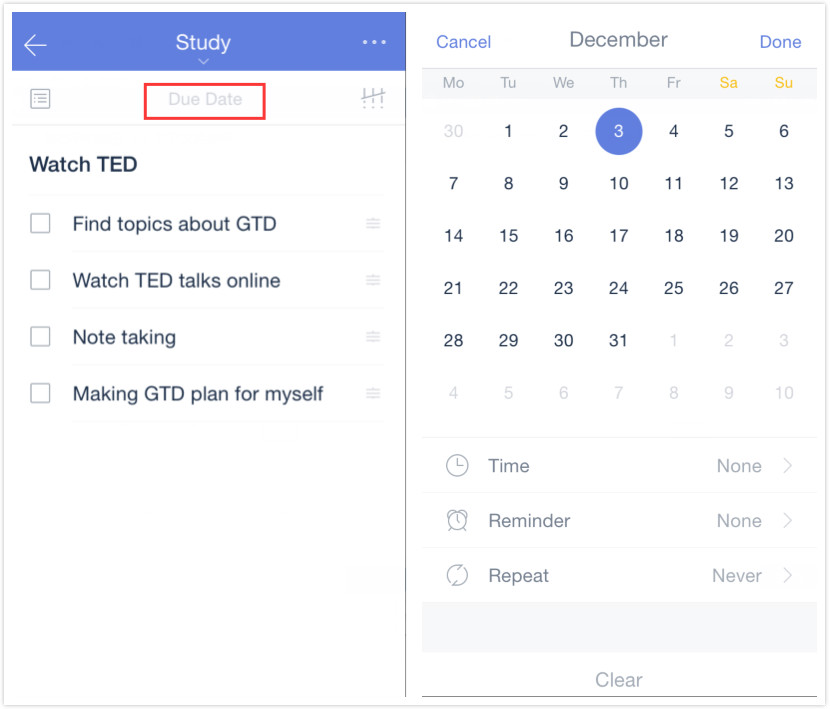 Study
Due Date
Watch TED
Find topics about GTD
Watch TED talks online
Note taking
Making GTD plan for myself
Cancel December Done
Mo Tu We Th Fr Sa Su
30 1 2 3 4 5 6
7 8 9 10 11 12 13
14 15 16 17 18 19 20
21 22 23 24 25 26 27
28 29 30 31 1 2 3
4 5 6 7 8 9 10
Time None
Reminder None
Repeat Never
Clear